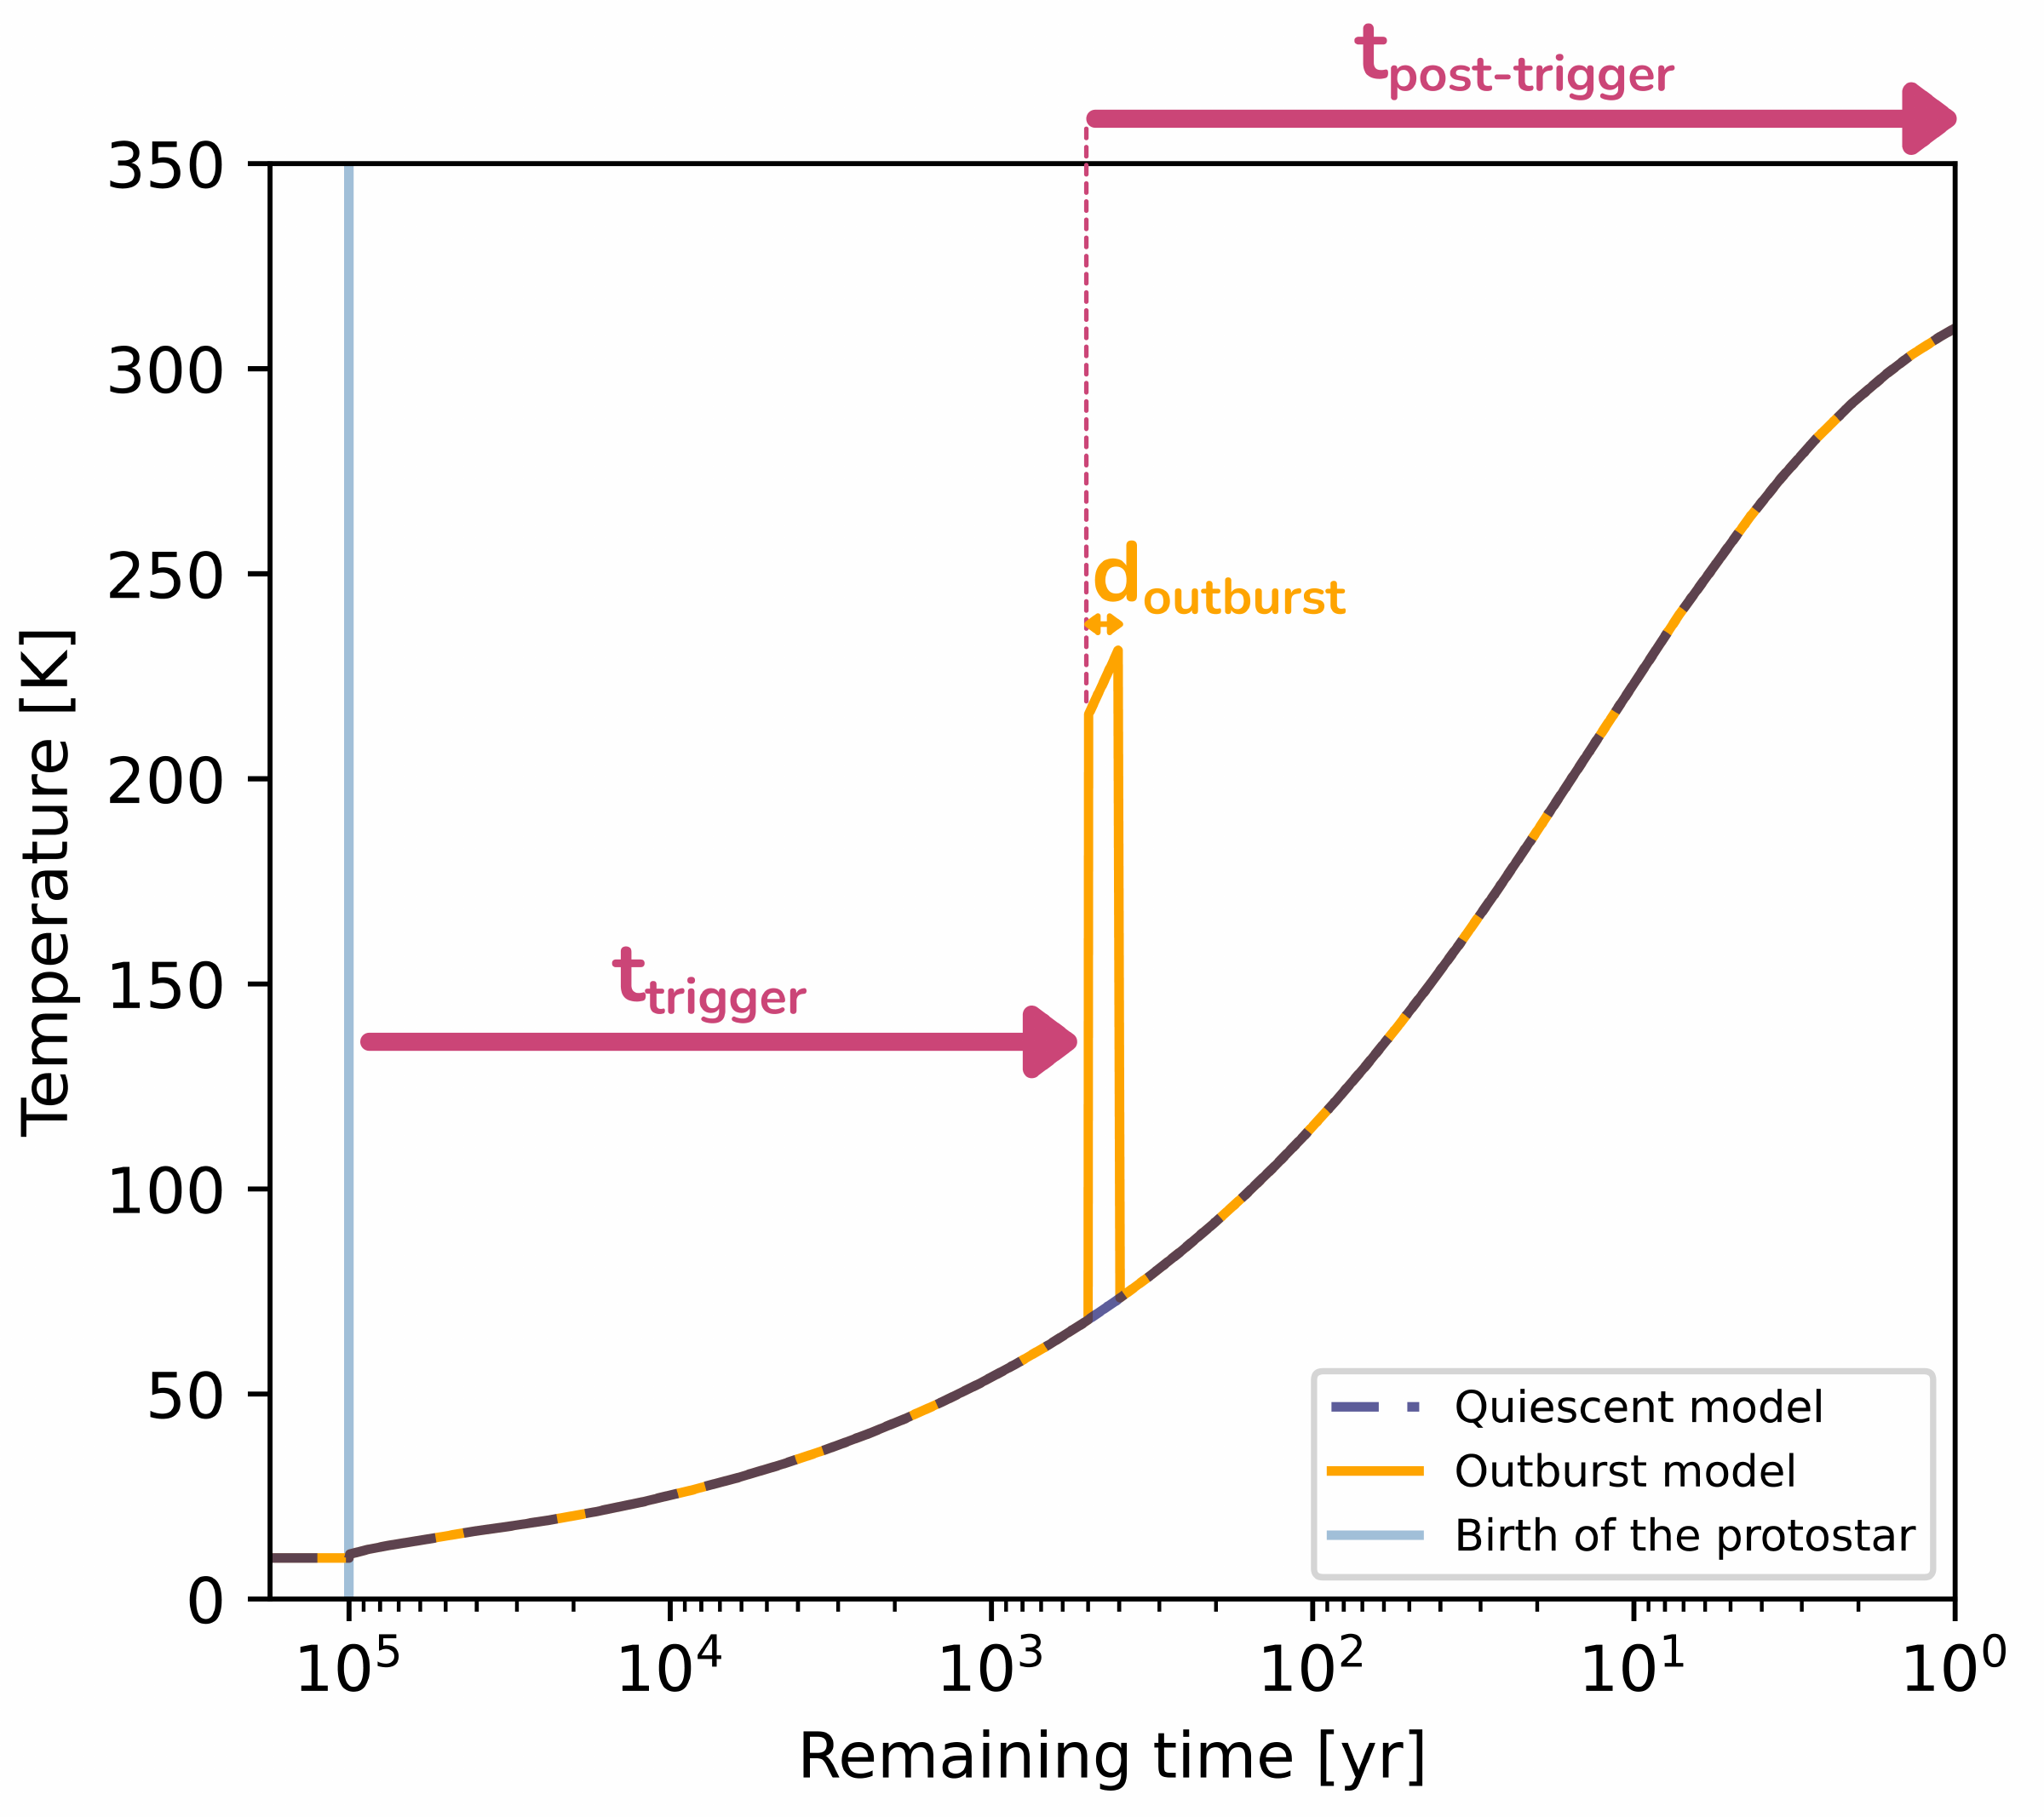 t_post-trigger
350
300
250
200
150
100
50
0
Temperature [K]
d_outburst
t_trigger
Quiescent model
Outburst model
Birth of the protostar
10^5 10^4 10^3 10^2 10^1 10^0
Remaining time [yr]